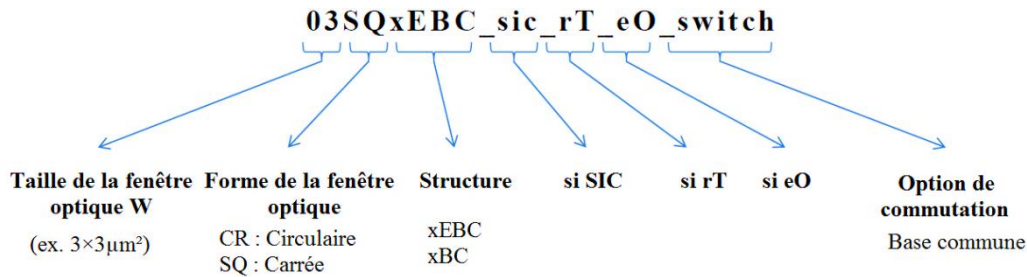 03SQxEBC_sic_rT_eO_switch
Taille de la fenêtre
optique W
(ex. 3×3µm²)
Forme de la fenêtre
optique
CR : Circulaire
SQ : Carrée
Structure
xEBC
xBC
si SIC
si rT
si eO
Option de
commutation
Base commune